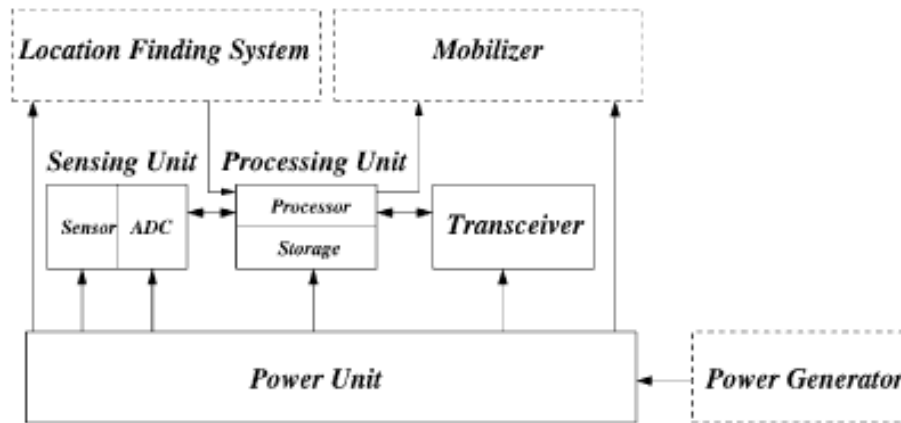 Location Finding System
Mobilizer
Sensing Unit
Processing Unit
Sensor
ADC
Processor
Storage
Transceiver
Power Unit
Power Generator